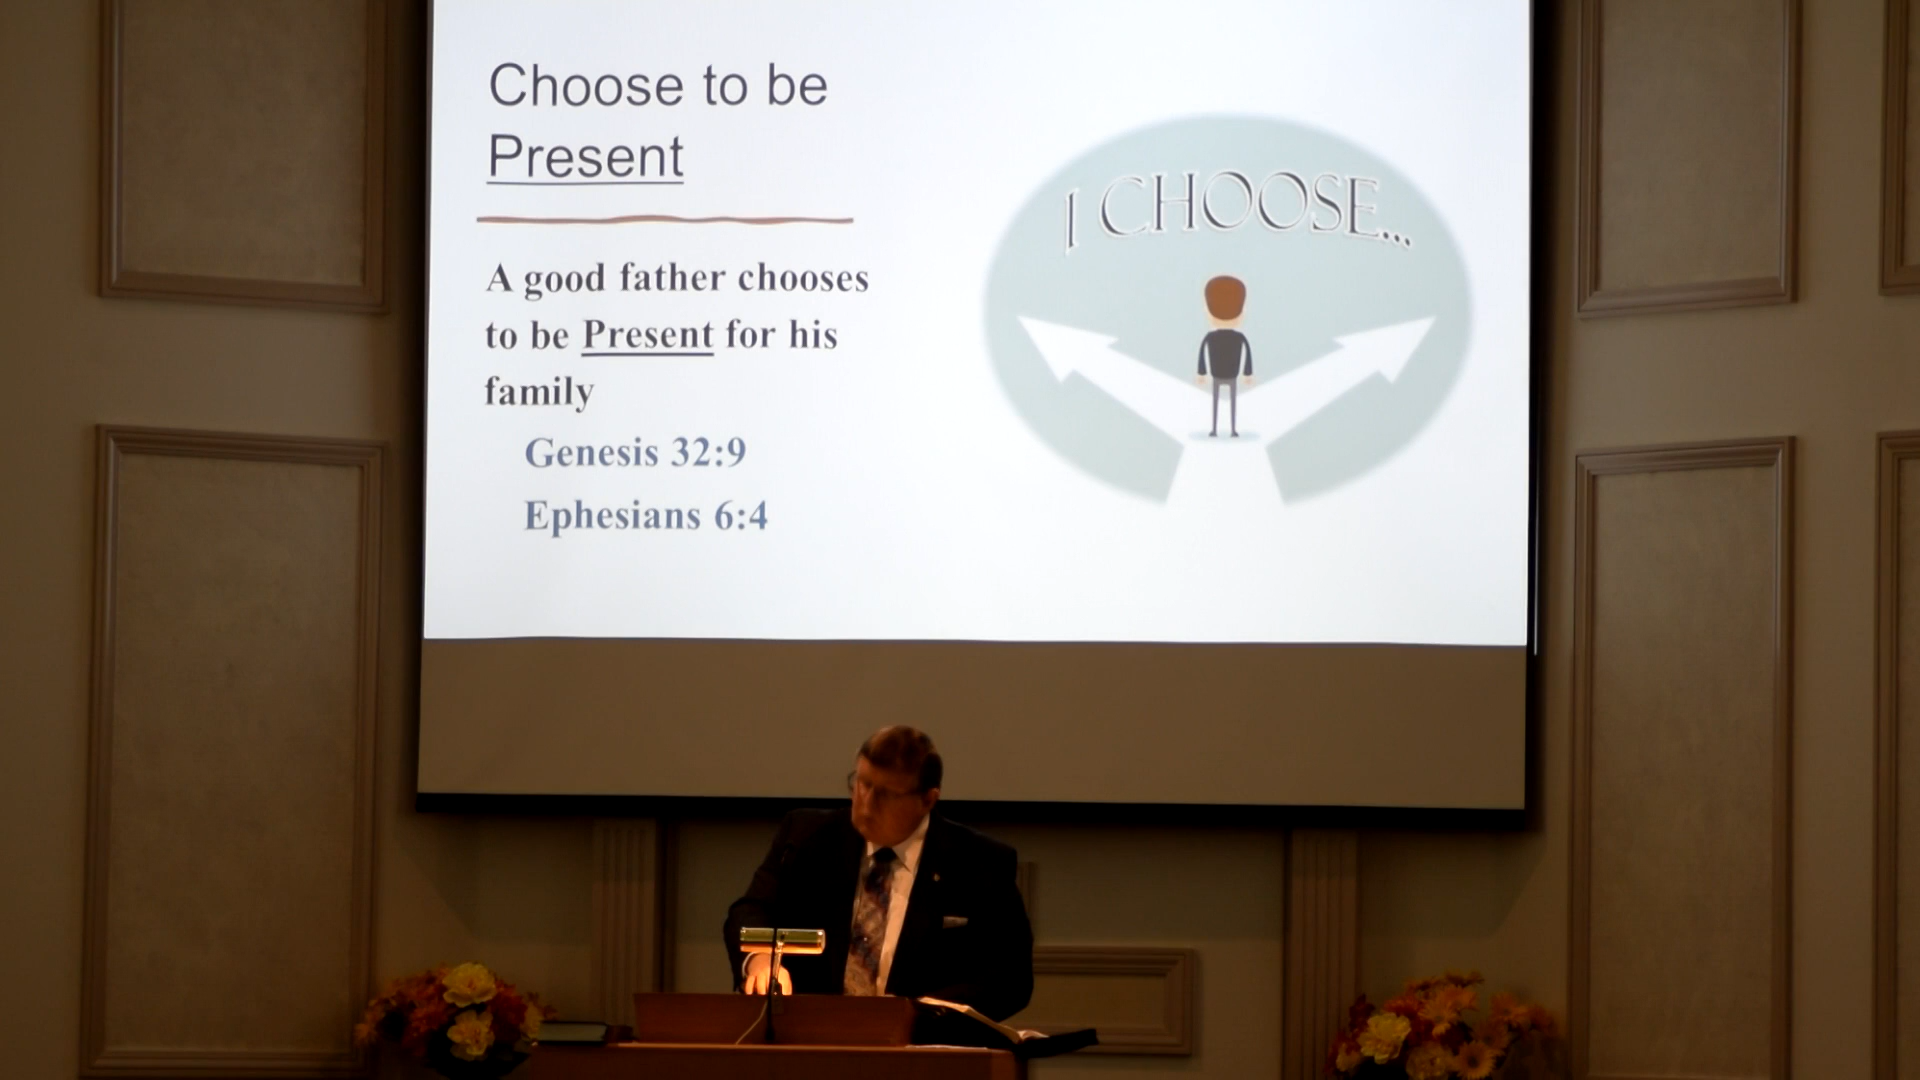 Choose to be
Present
A good father chooses
to be Present for his
family
Genesis 32:9
Ephesians 6:4
I CHOOSE...